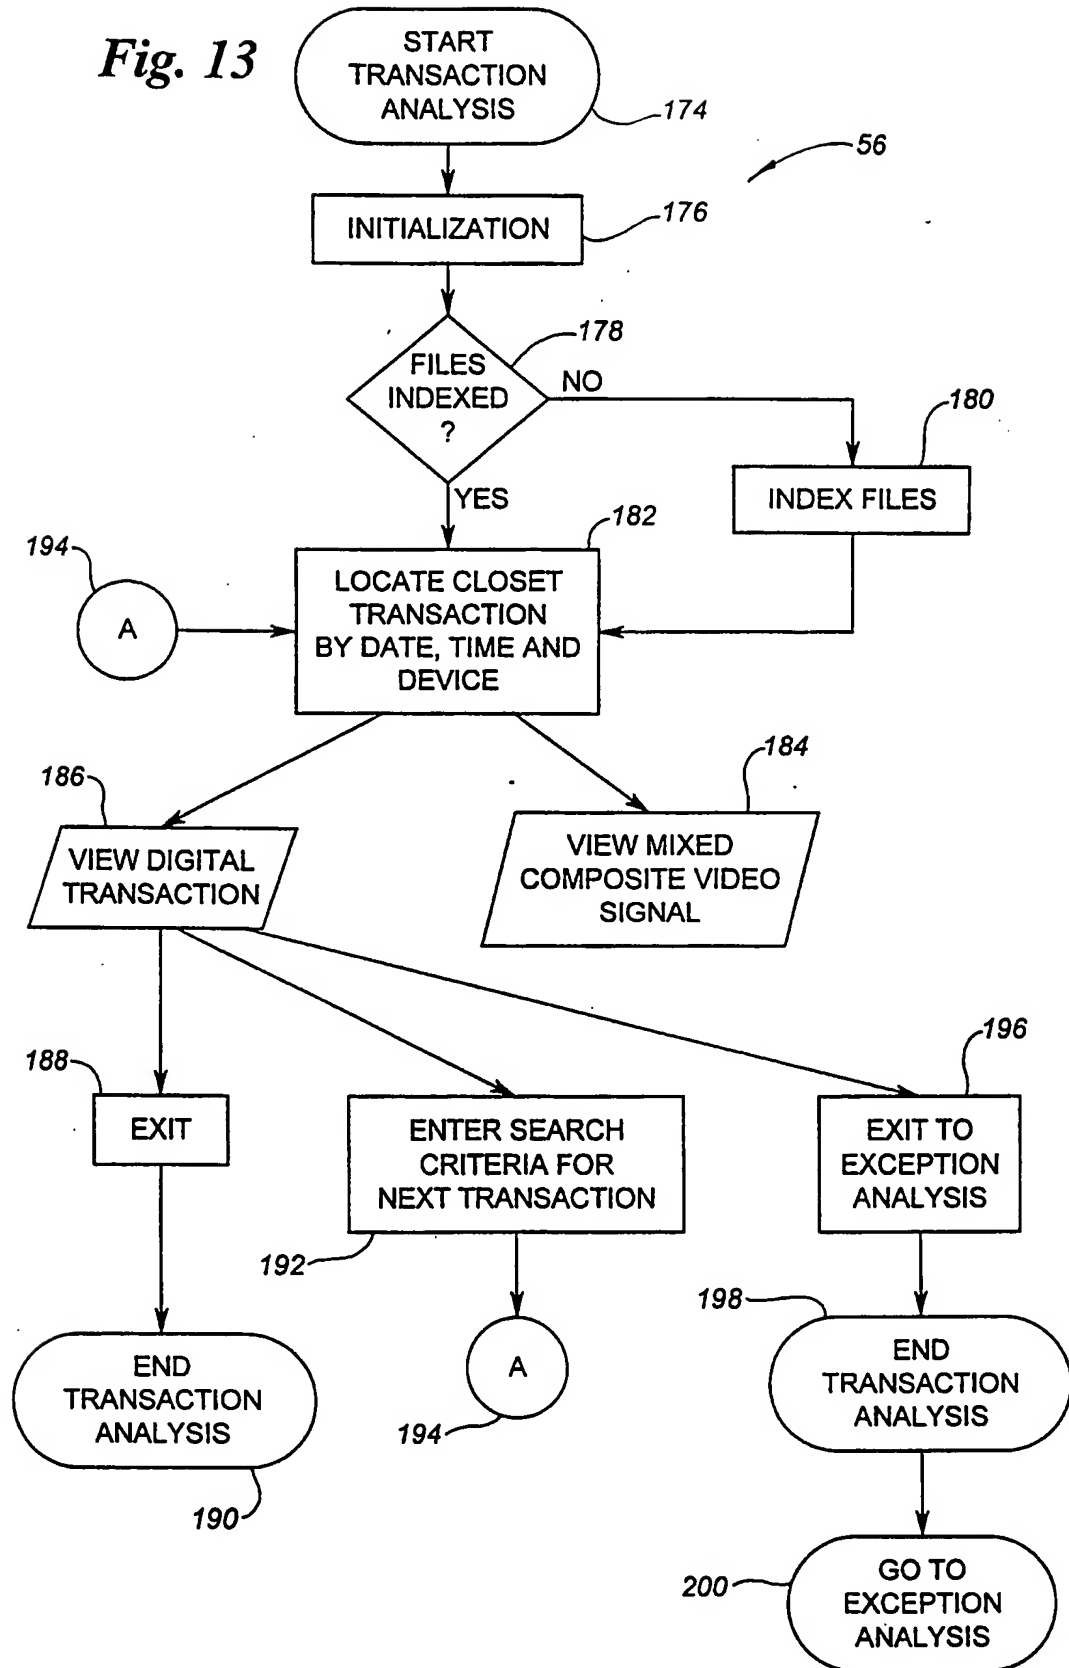 Fig. 13
START
TRANSACTION
ANALYSIS
174
56
INITIALIZATION
176
178
FILES
INDEXED
?
NO
YES
180
INDEX FILES
182
194
A
LOCATE CLOSET
TRANSACTION
BY DATE, TIME AND
DEVICE
184
186
VIEW DIGITAL
TRANSACTION
VIEW MIXED
COMPOSITE VIDEO
SIGNAL
196
188
EXIT
ENTER SEARCH
CRITERIA FOR
NEXT TRANSACTION
192
EXIT TO
EXCEPTION
ANALYSIS
198
END
TRANSACTION
ANALYSIS
190
A
194
END
TRANSACTION
ANALYSIS
200
GO TO
EXCEPTION
ANALYSIS